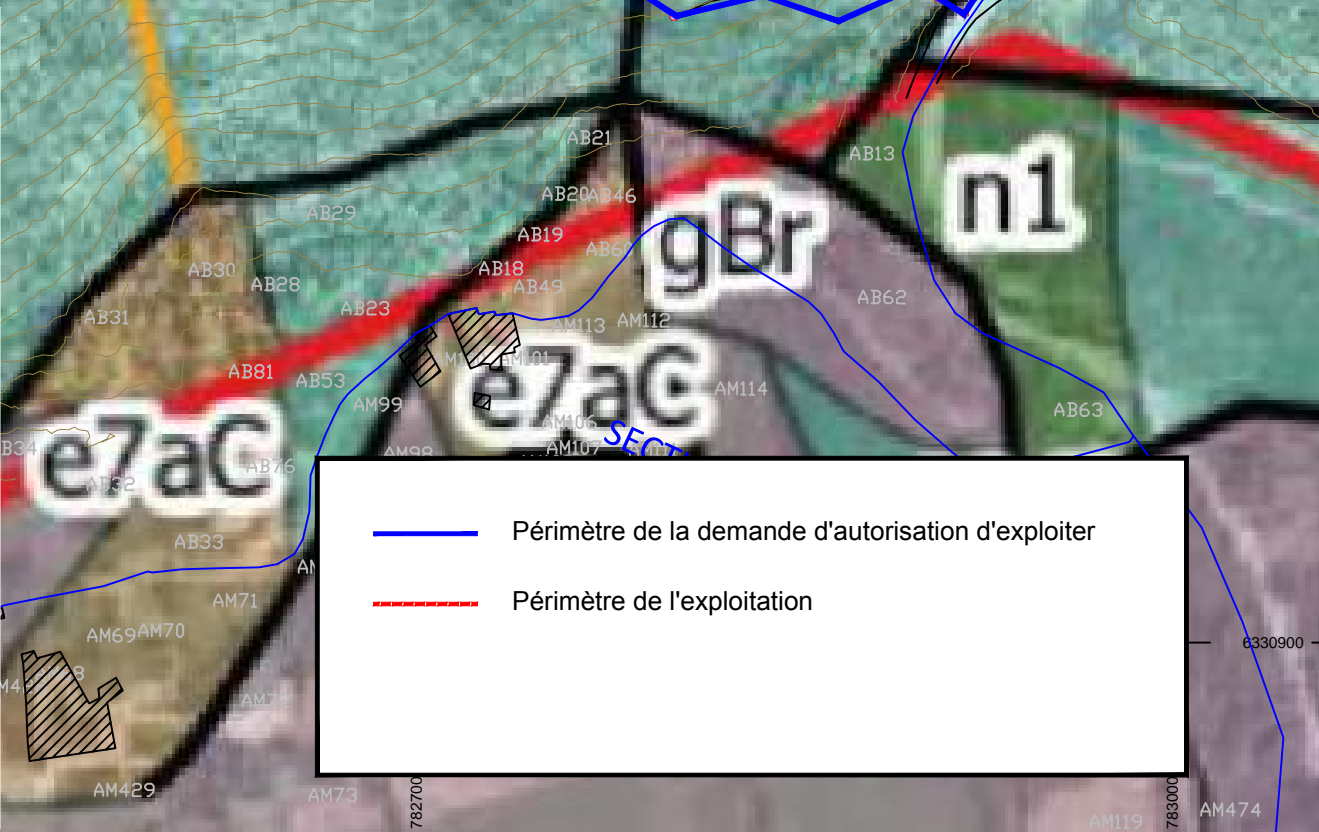 AB21
AB13
n1
AB20 AB46
AB29
AB19
gBr
AB60
AB30
AB18
AB28
AB49
AB62
AB31
AB23
AM113
AM112
AB81
AB53
e7aC
AM114
AM99
AB63
AM106
SECT
AM107
AM98
e7aC
AB76
AB32
AB33
Périmètre de la demande d'autorisation d'exploiter
AM71
Périmètre de l'exploitation
AM69 AM70
6330900
AM429
AM73
782700
783000
AM474
AM119